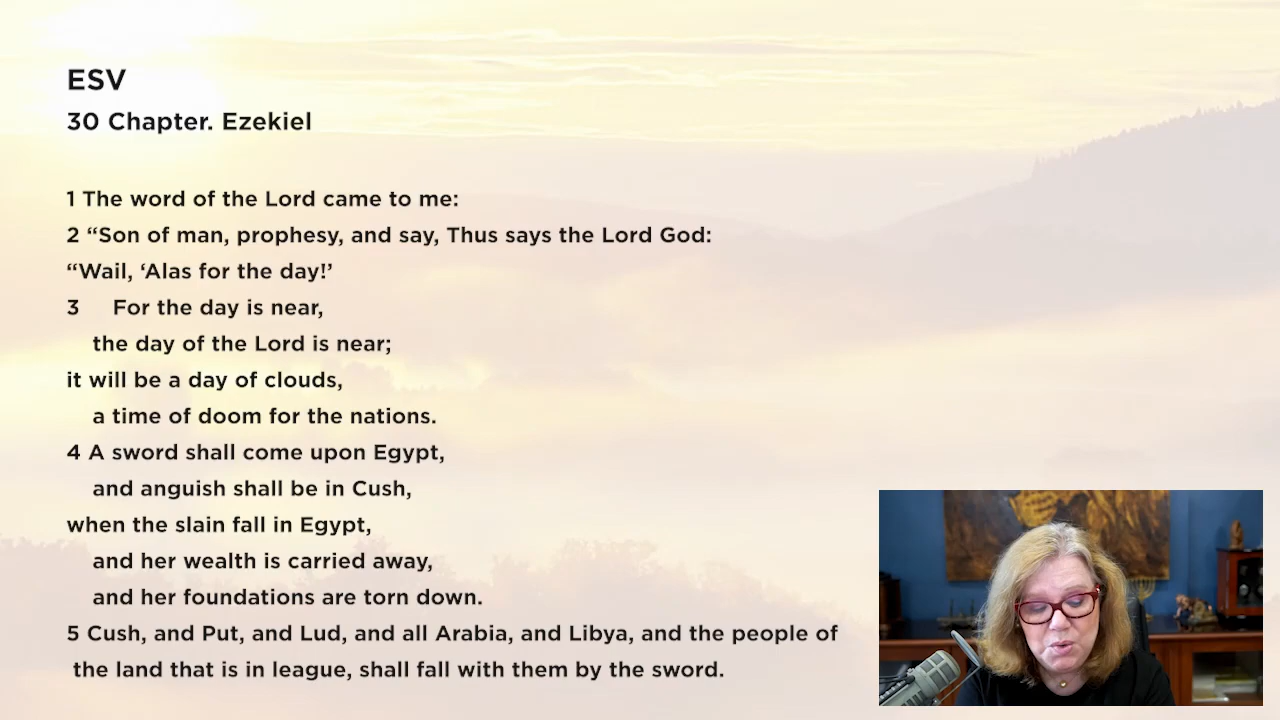 ESV
30 Chapter. Ezekiel
1 The word of the Lord came to me:
2 “Son of man, prophesy, and say, Thus says the Lord God:
“Wail, ‘Alas for the day!’
3 For the day is near,
the day of the Lord is near;
it will be a day of clouds,
a time of doom for the nations.
4 A sword shall come upon Egypt,
and anguish shall be in Cush,
when the slain fall in Egypt,
and her wealth is carried away,
and her foundations are torn down.
5 Cush, and Put, and Lud, and all Arabia, and Libya, and the people of
the land that is in league, shall fall with them by the sword.